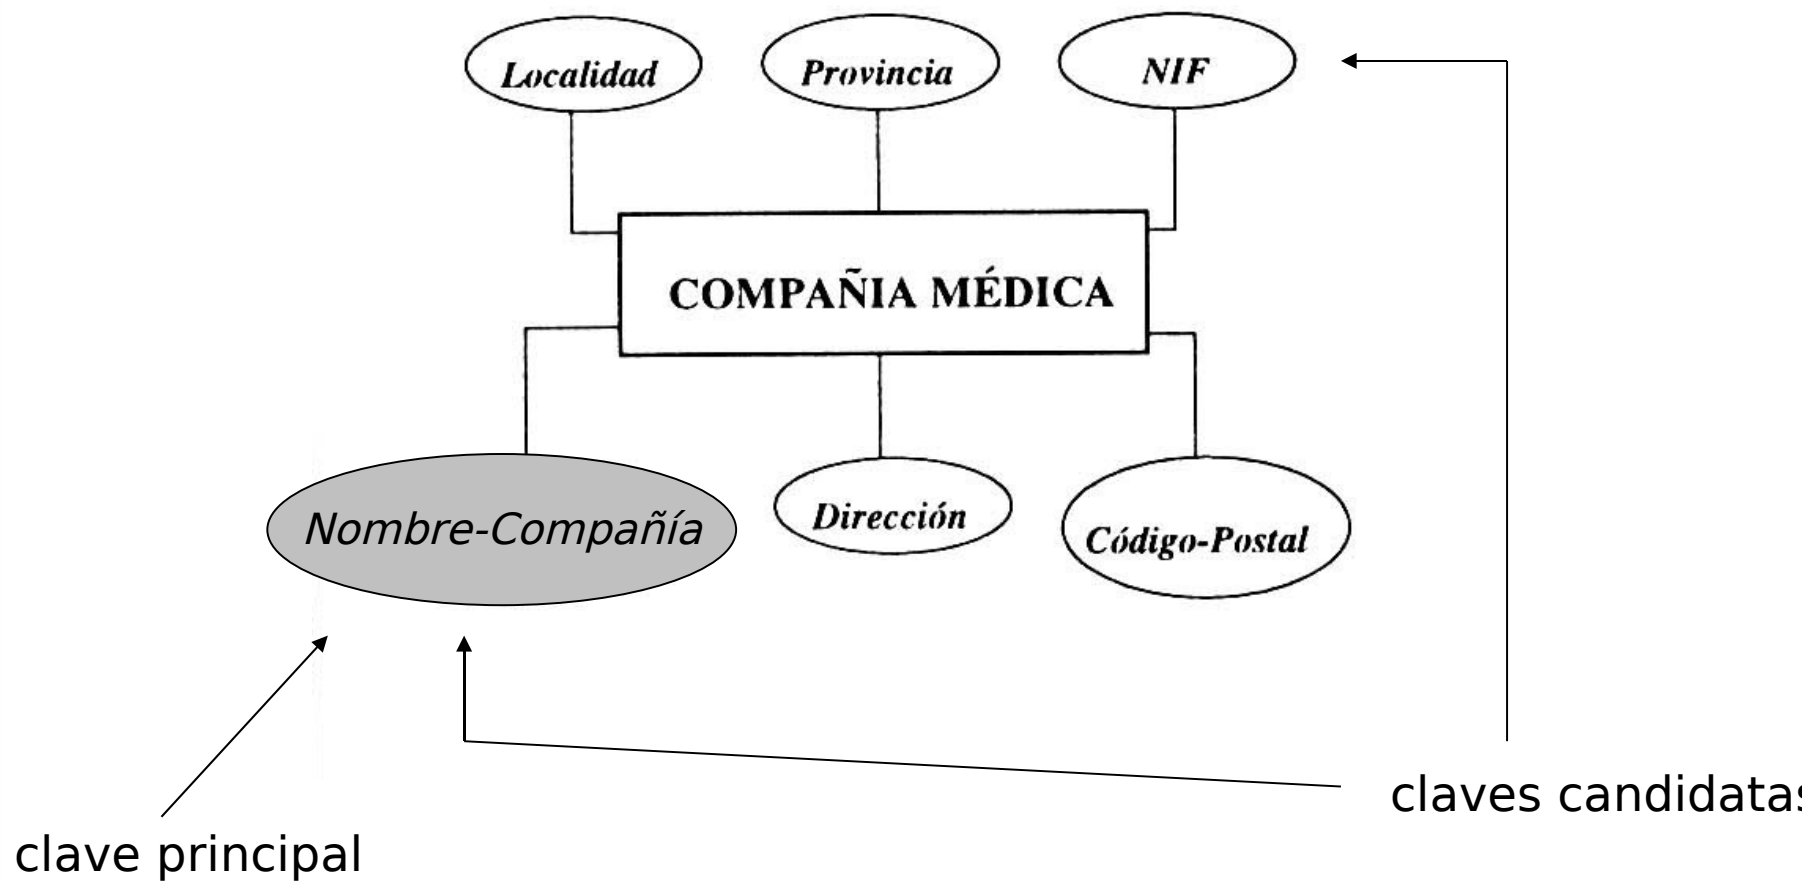 Localidad
Provincia
NIF
COMPAÑIA MÉDICA
Nombre-Compañía
Dirección
Código-Postal
claves candidatas
clave principal